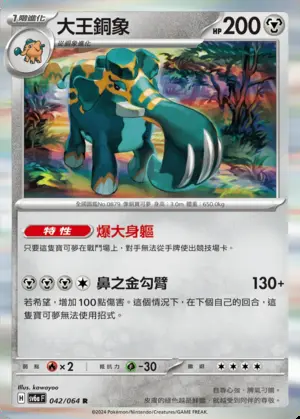 1階進化
大王銅象
HP 200
從銅象進化
全國圖鑑No.0879 像銅寶可夢 身高：3.0m 體重：650.0kg
特性 爆大身軀
只要這隻寶可夢在戰鬥場上，對手無法從手牌使出競技場卡。
鼻之金勾臂 130+
若希望，增加100點傷害。這個情況下，在下個自己的回合，這
隻寶可夢無法使用招式。
弱點 ×2 抵抗力 -30 撤退
Illus. kawayoo
H sv6a F 042/064 R
©2024 Pokémon/Nintendo/Creatures/GAME FREAK.